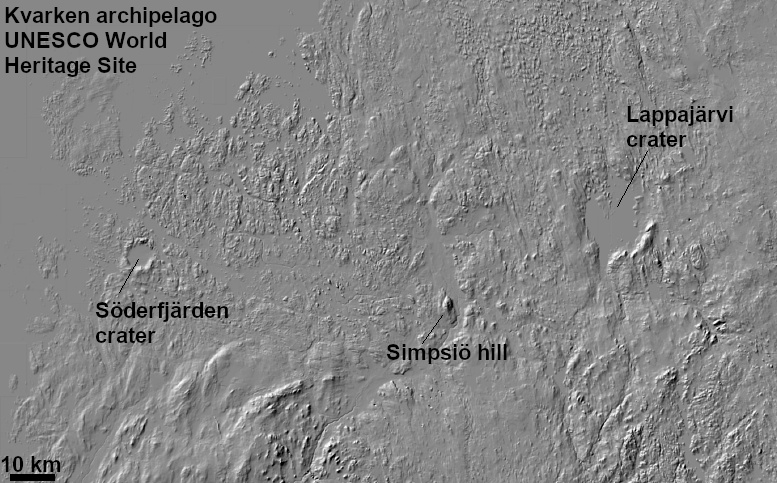 Kvarken archipelago
UNESCO World
Heritage Site
Lappajärvi
crater
Söderfjärden
crater
Simpsiö hill
10 km